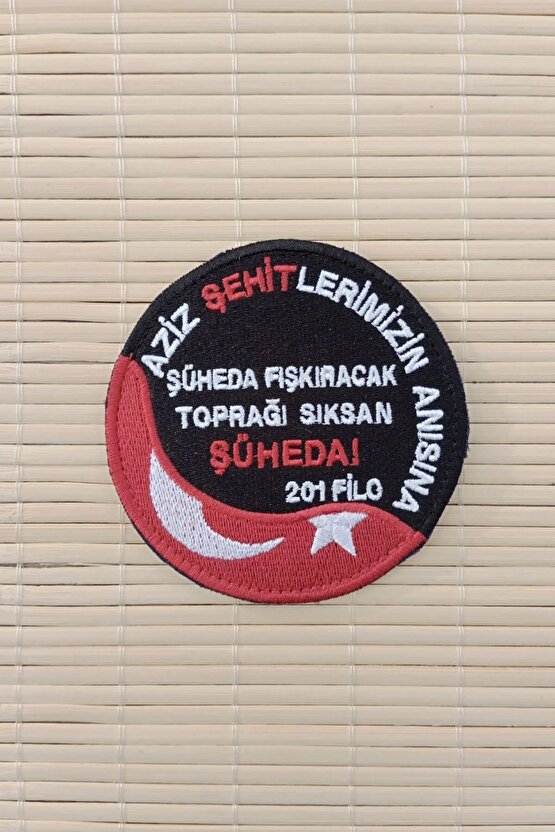 AZİZ ŞEHİTLERİMİZİN ANISINA
ŞÜHEDA FIŞKIRACAK
TOPRAĞI SIKSAN
ŞÜHEDA!
201 FİLO